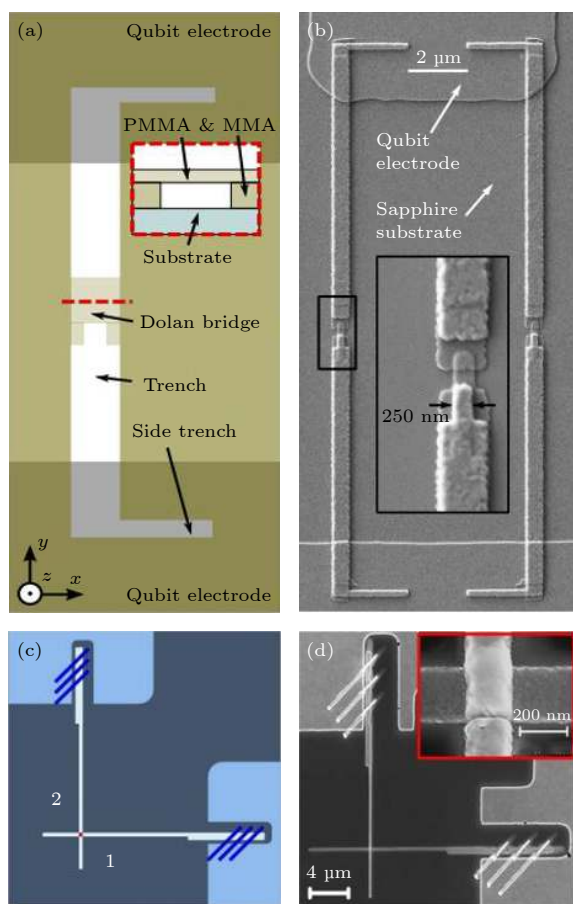 (a)
Qubit electrode
PMMA & MMA
Substrate
Dolan bridge
Trench
Side trench
y
z
x
Qubit electrode
(b)
2 µm
Qubit
electrode
Sapphire
substrate
250 nm
(c)
2
1
(d)
200 nm
4 µm